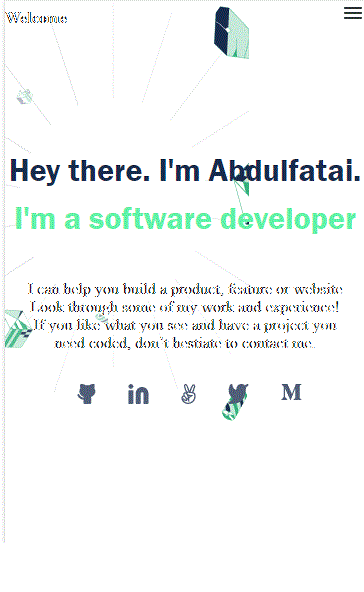 Welcome
Hey there. I'm Abdulfatai.
I'm a software developer
I can help you build a product, feature or website
Look through some of my work and experience!
If you like what you see and have a project you
need coded, don't hestiate to contact me.